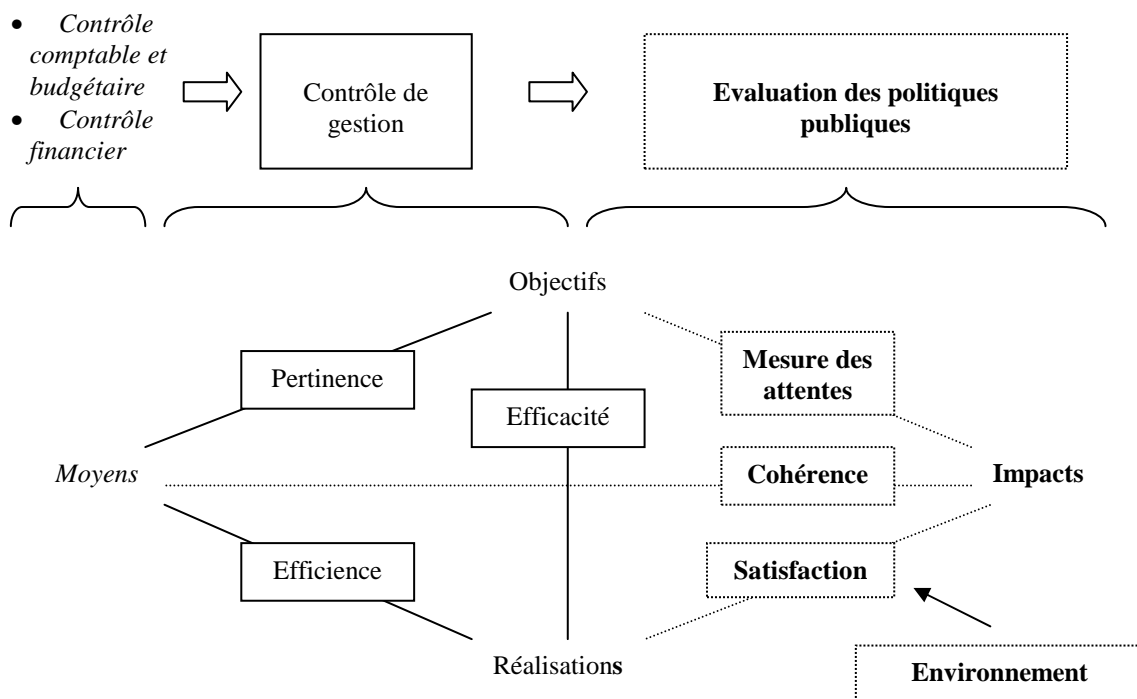 • Contrôle
comptable et
budgétaire
• Contrôle
financier
Contrôle de
gestion
Evaluation des politiques
publiques
Objectifs
Pertinence
Mesure des
attentes
Efficacité
Moyens
Cohérence
Impacts
Efficience
Satisfaction
Réalisations
Environnement